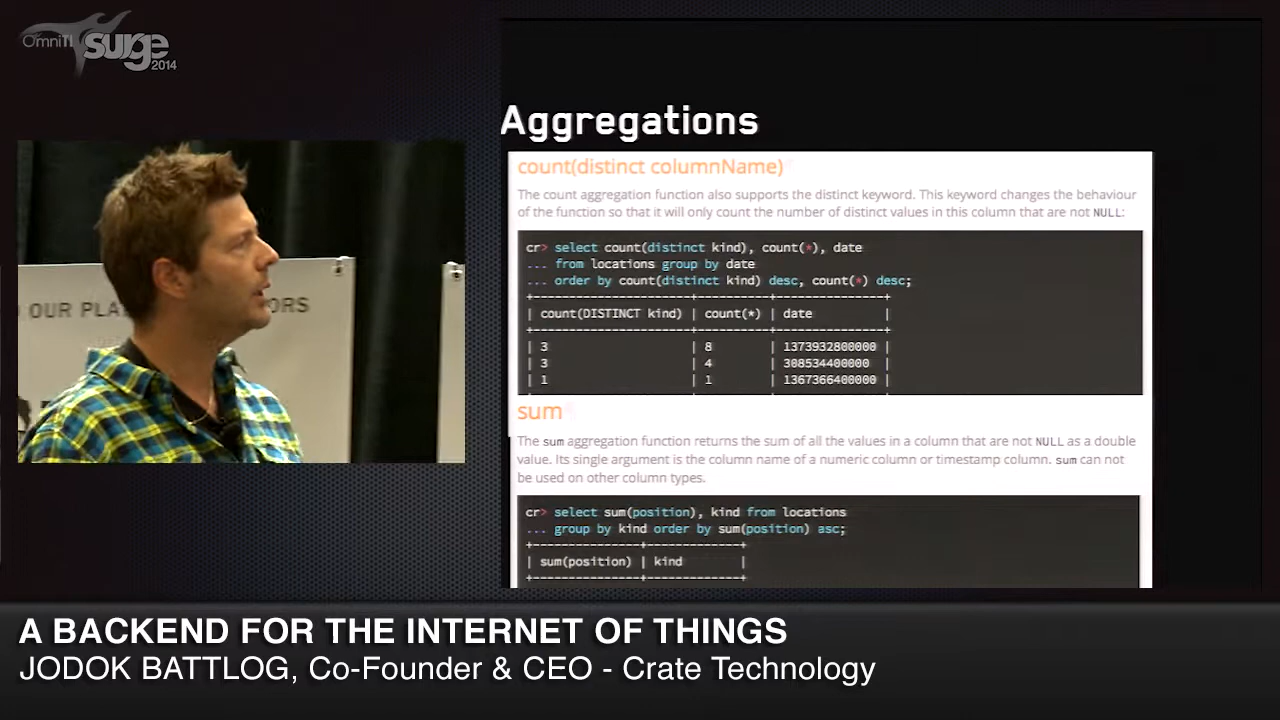 OmniTI surge
2014
Aggregations
count(distinct columnName)
The count aggregation function also supports the distinct keyword. This keyword changes the behaviour
of the function so that it will only count the number of distinct values in this column that are not NULL:
cr> select count(distinct kind), count(*), date
... from locations group by date
... order by count(distinct kind) desc, count(*) desc;
+-----------------------+----------+---------------+
| count(DISTINCT kind) | count(*) | date |
+-----------------------+----------+---------------+
| 3 | 8 | 1373932800000 |
| 3 | 4 | 308534400000 |
| 1 | 1 | 1367366400000 |
sum
The sum aggregation function returns the sum of all the values in a column that are not NULL as a double
value. Its single argument is the column name of a numeric column or timestamp column. sum can not
be used on other column types.
cr> select sum(position), kind from locations
... group by kind order by sum(position) asc;
+---------------+-------------+
| sum(position) | kind |
+---------------+-------------+
OUR PLA ORS
A BACKEND FOR THE INTERNET OF THINGS
JODOK BATTLOG, Co-Founder & CEO - Crate Technology